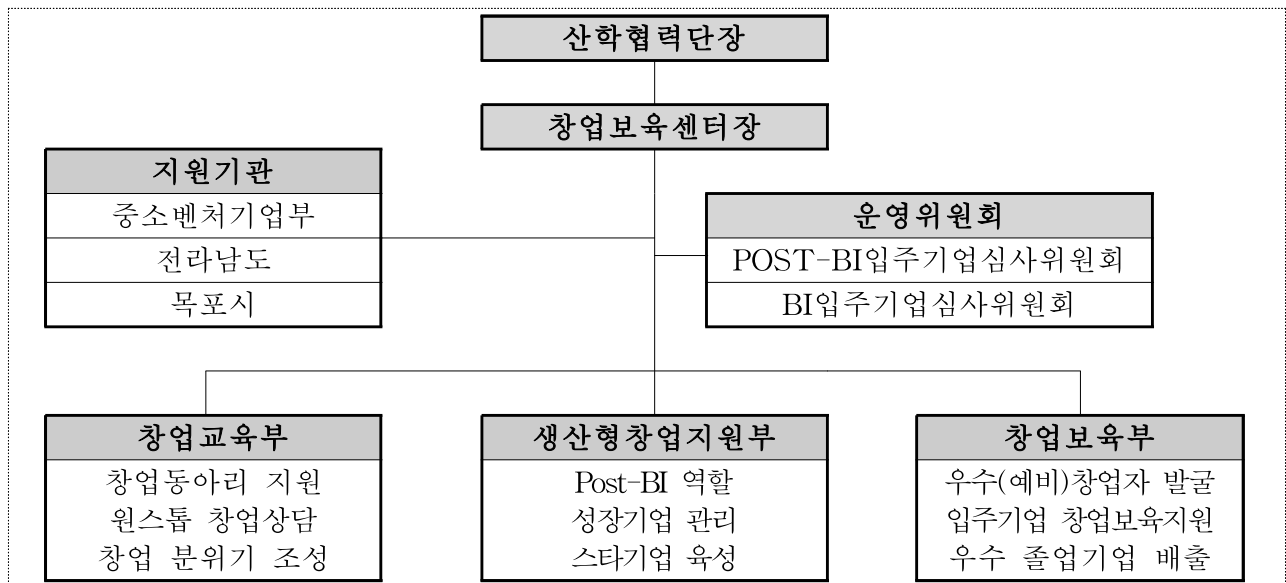 산학협력단장
창업보육센터장
지원기관
중소벤처기업부
전라남도
목포시
운영위원회
POST-BI입주기업심사위원회
BI입주기업심사위원회
창업교육부
창업동아리 지원
원스톱 창업상담
창업 분위기 조성
생산형창업지원부
Post-BI 역할
성장기업 관리
스타기업 육성
창업보육부
우수(예비)창업자 발굴
입주기업 창업보육지원
우수 졸업기업 배출